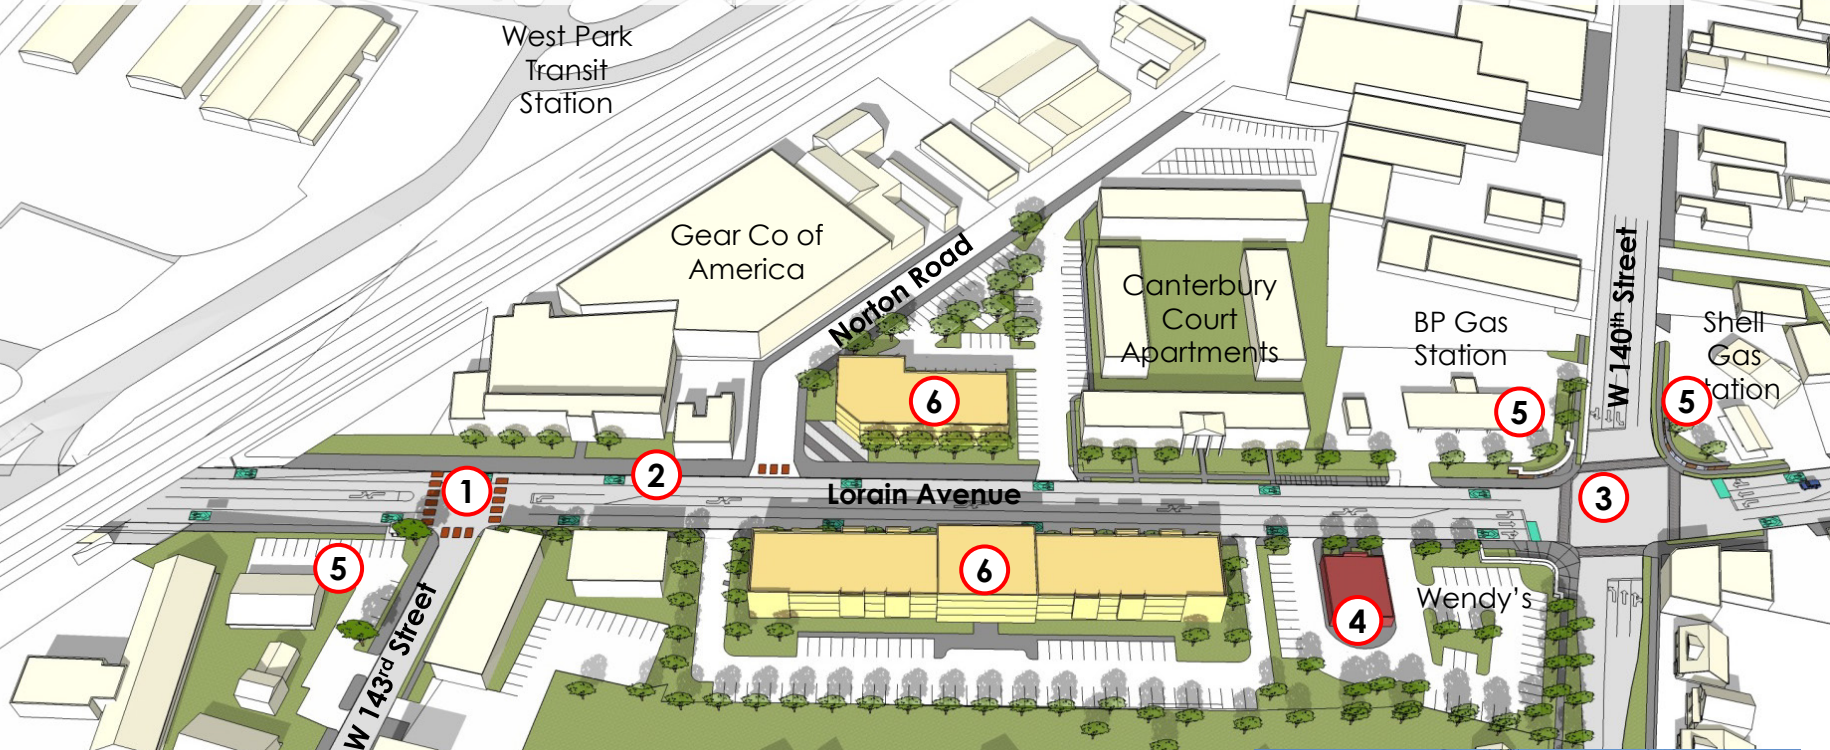 West Park
Transit
Station
Gear Co of
America
Norton Road
Canterbury
Court
Apartments
BP Gas
Station
W 140th Street
Shell
Gas
tation
6
5
5
1
2
Lorain Avenue
3
5
6
4
Wendy's
W 143rd Street